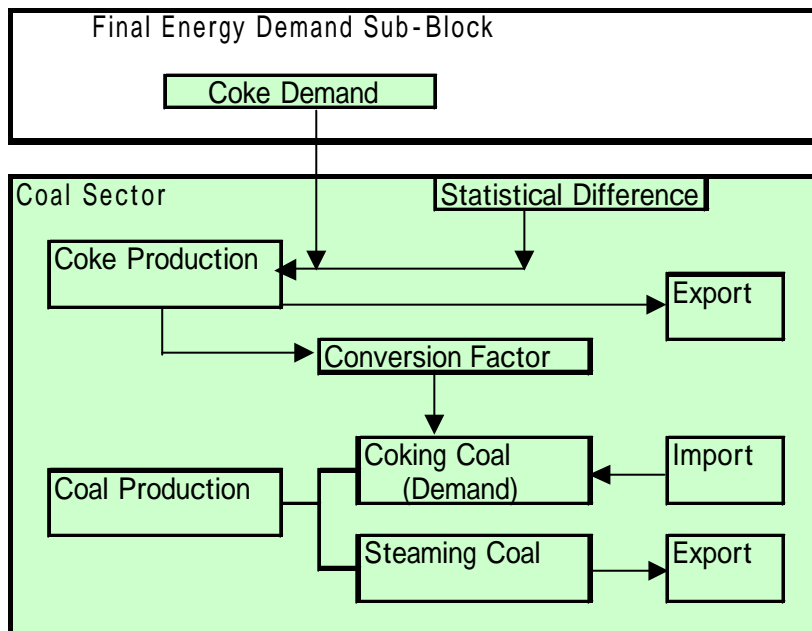 Final Energy Demand Sub-Block
Coke Demand
Coal Sector
Statistical Difference
Coke Production
Export
Conversion Factor
Coking Coal
(Demand)
Import
Coal Production
Steaming Coal
Export